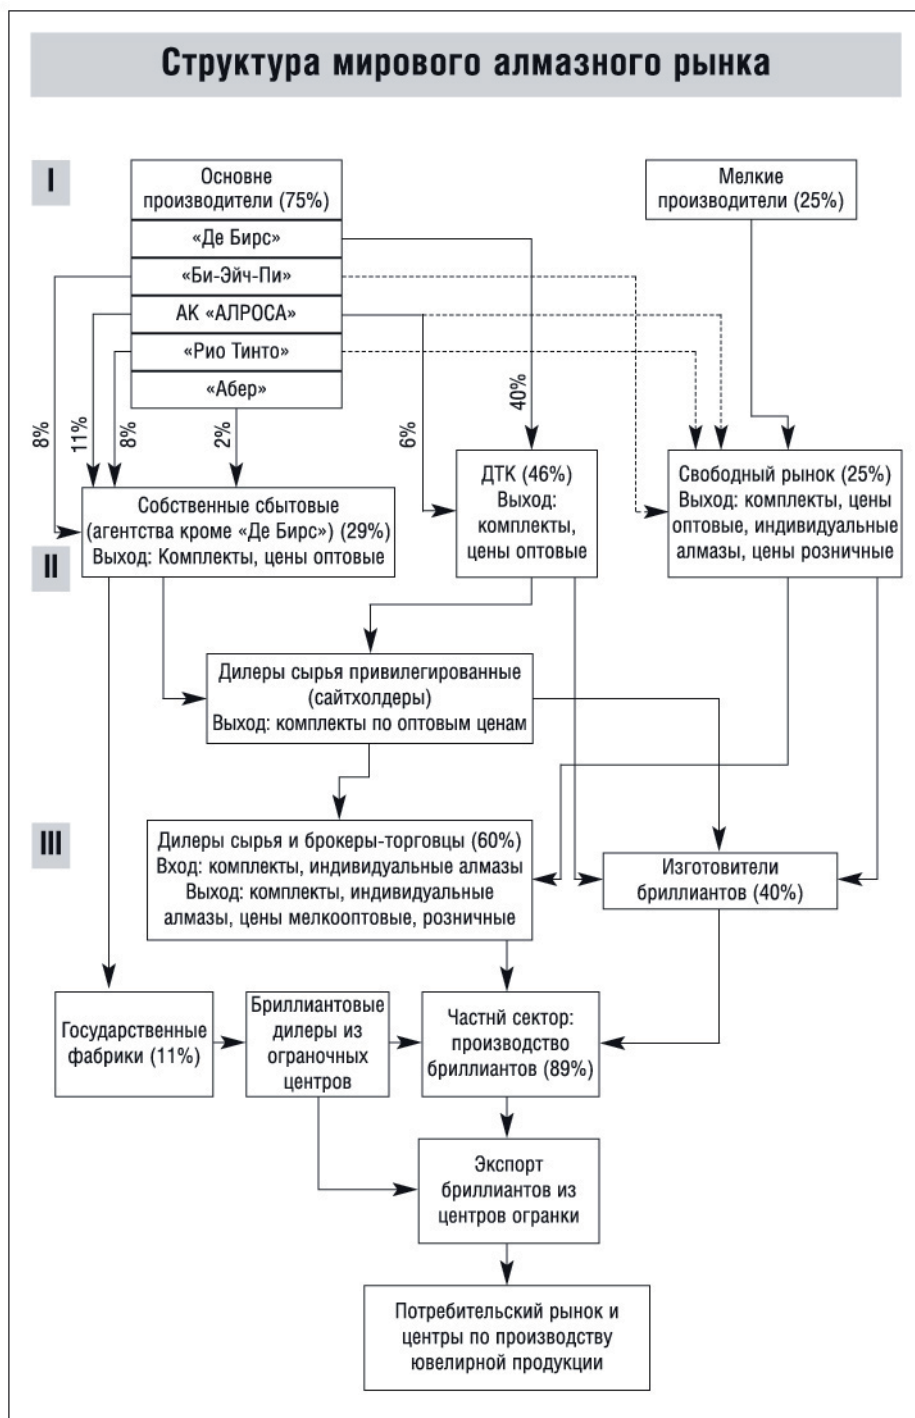 Структура мирового алмазного рынка
I
Основне
производители (75%)
«Де Бирс»
«Би-Эйч-Пи»
АК «АЛРОСА»
«Рио Тинто»
«Абер»
Мелкие
производители (25%)
8%
11%
8%
2%
6%
40%
Собственные сбытовые
(агентства кроме «Де Бирс») (29%)
Выход: Комплекты, цены оптовые
ДТК (46%)
Выход:
комплекты,
цены оптовые
Свободный рынок (25%)
Выход: комплекты, цены
оптовые, индивидуальные
алмазы, цены розничные
II
Дилеры сырья привилегированные
(сайтхолдеры)
Выход: комплекты по оптовым ценам
III
Дилеры сырья и брокеры-торговцы (60%)
Вход: комплекты, индивидуальные алмазы
Выход: комплекты, индивидуальные
алмазы, цены мелкооптовые, розничные
Изготовители
бриллиантов (40%)
Государственные
фабрики (11%)
Бриллиантовые
дилеры из
ограночных
центров
Частнй сектор:
производство
бриллиантов (89%)
Экспорт
бриллиантов из
центров огранки
Потребительский рынок и
центры по производству
ювелирной продукции